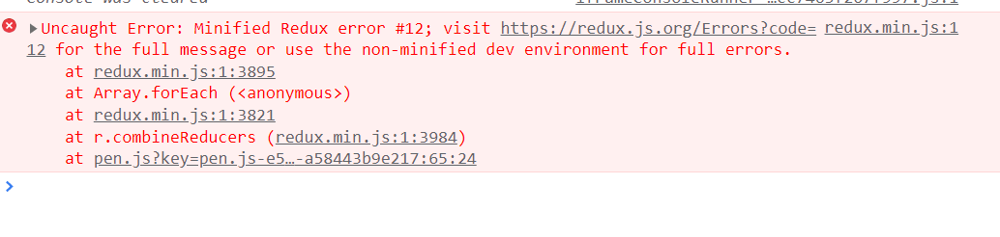 Console was cleared
Uncaught Error: Minified Redux error #12; visit https://redux.js.org/Errors?code= redux.min.js:1
12 for the full message or use the non-minified dev environment for full errors.
at redux.min.js:1:3895
at Array.forEach (<anonymous>)
at redux.min.js:1:3821
at r.combineReducers (redux.min.js:1:3984)
at pen.js?key=pen.js-e5…-a58443b9e217:65:24